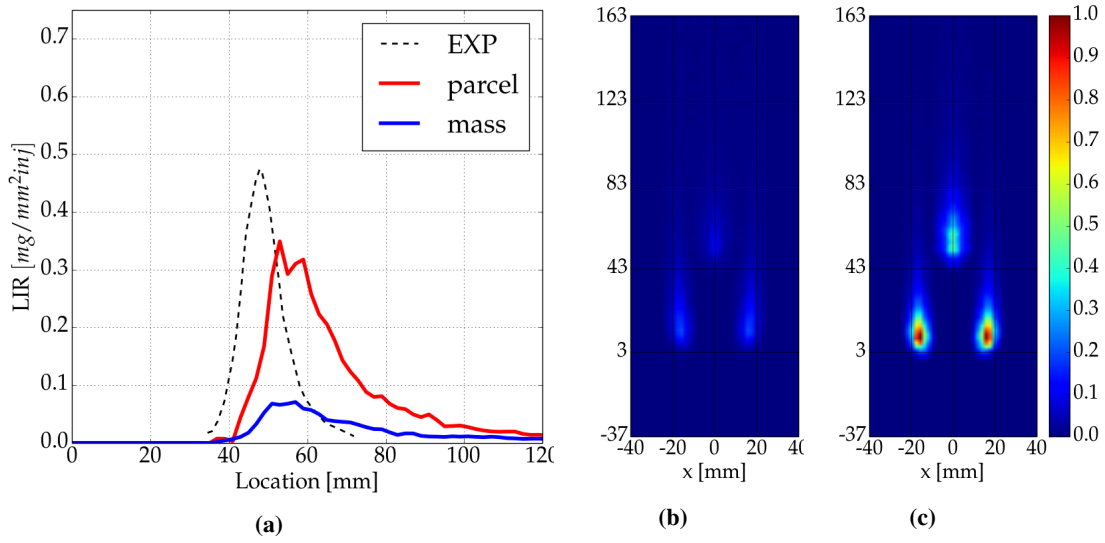 0.7
0.6
0.5
0.4
0.3
0.2
0.1
0.0
LIR [mg/mm²inj]
0 20 40 60 80 100 120
Location [mm]
EXP
parcel
mass
(a)
163
123
83
43
3
-37
-40 -20 0 20 40
x [mm]
(b)
163
123
83
43
3
-37
-40 -20 0 20 40
x [mm]
(c)
1.0
0.9
0.8
0.7
0.6
0.5
0.4
0.3
0.2
0.1
0.0